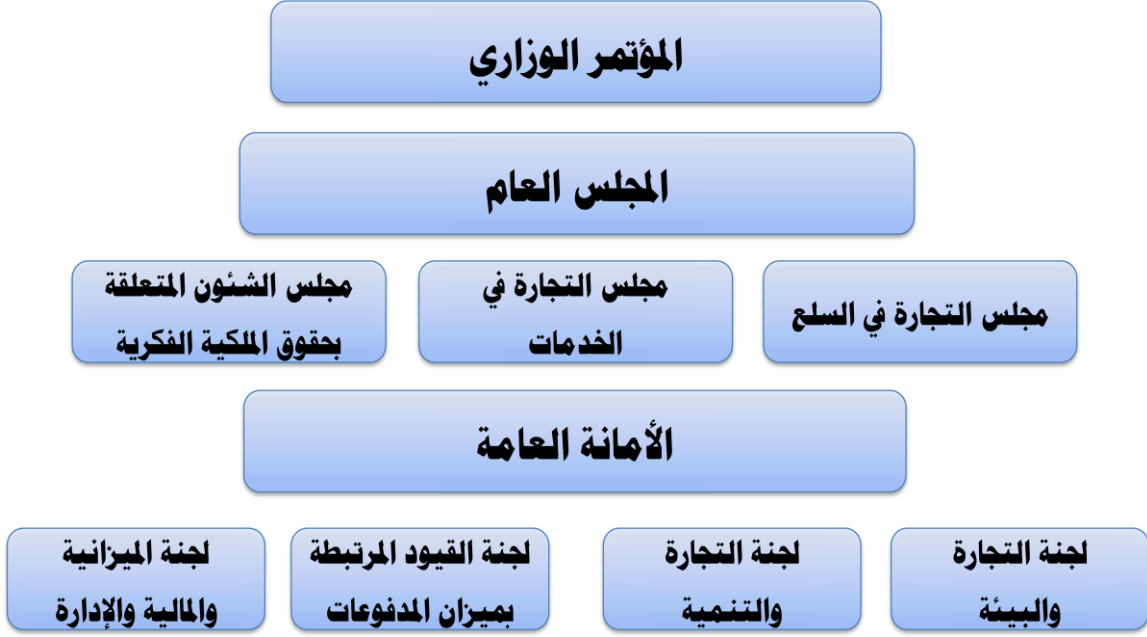 المؤتمر الوزاري
المجلس العام
مجلس التجارة في السلع
مجلس التجارة في
الخدمات
مجلس الشئون المتعلقة
بحقوق الملكية الفكرية
الأمانة العامة
لجنة التجارة
والبيئة
لجنة التجارة
والتنمية
لجنة القيود المرتبطة
بميزان المدفوعات
لجنة الميزانية
والمالية والإدارة